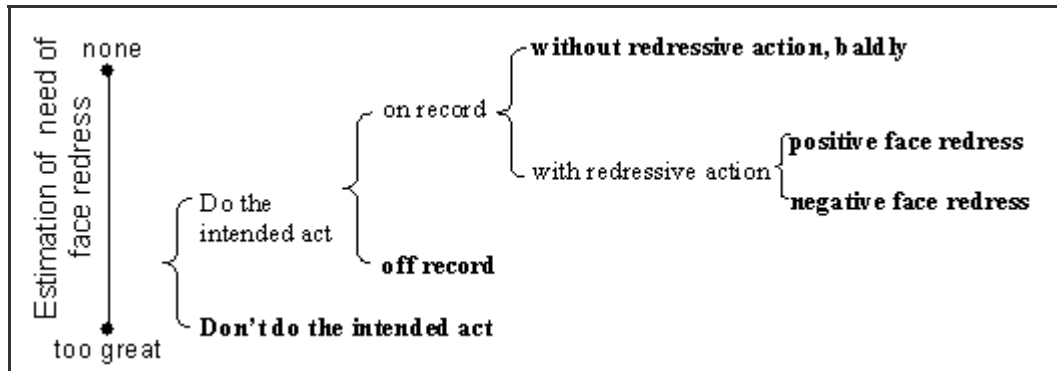 Estimation of need of
face redress
none
too great
Do the
intended act
Don't do the intended act
on record
off record
without redressive action, baldly
with redressive action
positive face redress
negative face redress